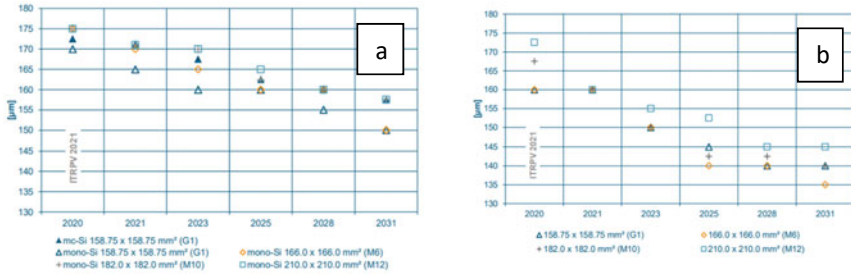 a
180
175
170
165
160
155
150
145
140
135
130
[µm]
ITRPV 2021
2020 2021 2023 2025 2028 2031
mc-Si 158.75 x 158.75 mm² (G1)
mono-Si 158.75 x 158.75 mm² (G1) mono-Si 166.0 x 166.0 mm² (M6)
mono-Si 182.0 x 182.0 mm² (M10) mono-Si 210.0 x 210.0 mm² (M12)
b
180
175
170
165
160
155
150
145
140
135
130
[µm]
ITRPV 2021
2020 2021 2023 2025 2028 2031
158.75 x 158.75 mm² (G1) 166.0 x 166.0 mm² (M6)
182.0 x 182.0 mm² (M10) 210.0 x 210.0 mm² (M12)